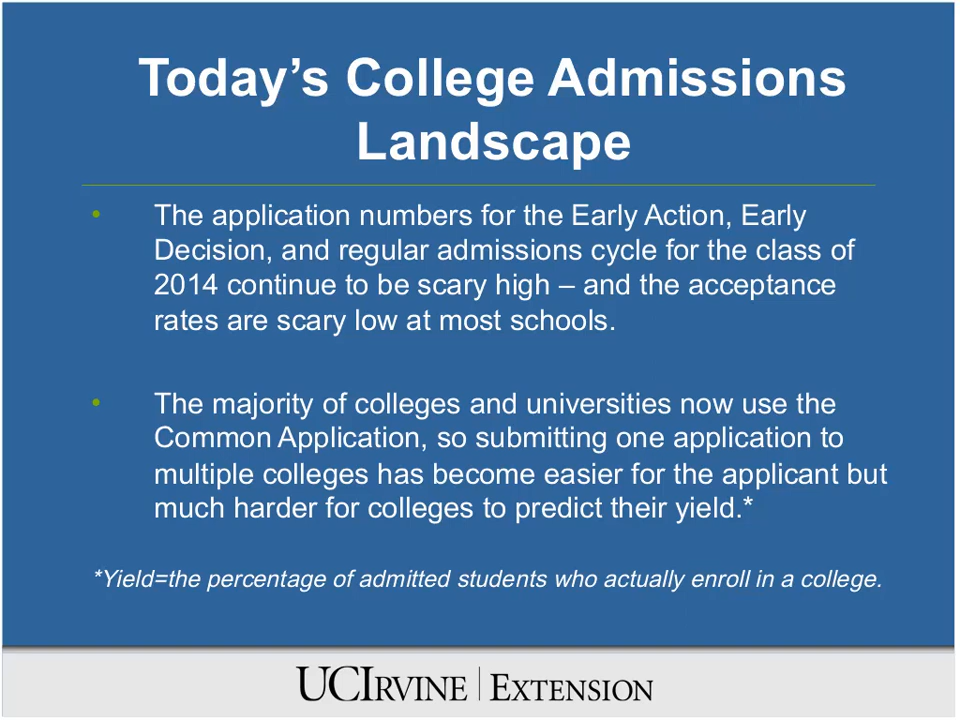 Today’s College Admissions
Landscape
• The application numbers for the Early Action, Early
Decision, and regular admissions cycle for the class of
2014 continue to be scary high – and the acceptance
rates are scary low at most schools.
• The majority of colleges and universities now use the
Common Application, so submitting one application to
multiple colleges has become easier for the applicant but
much harder for colleges to predict their yield.*
*Yield=the percentage of admitted students who actually enroll in a college.
UCIRVINE | EXTENSION